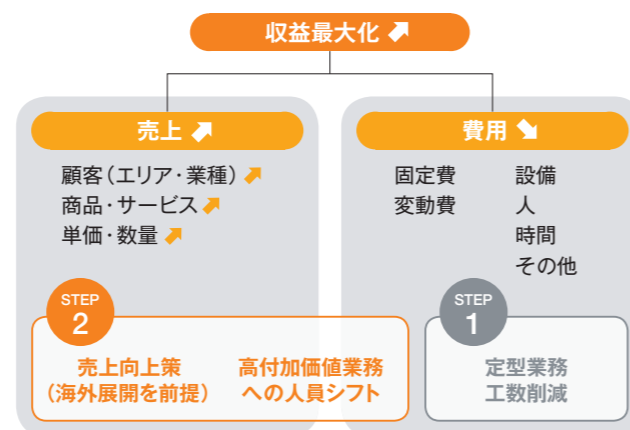 収益最大化
売上
顧客（エリア・業種）
商品・サービス
単価・数量
費用
固定費
変動費
設備
人
時間
その他
STEP
2
売上向上策
（海外展開を前提）
高付加価値業務
への人員シフト
STEP
1
定型業務
工数削減